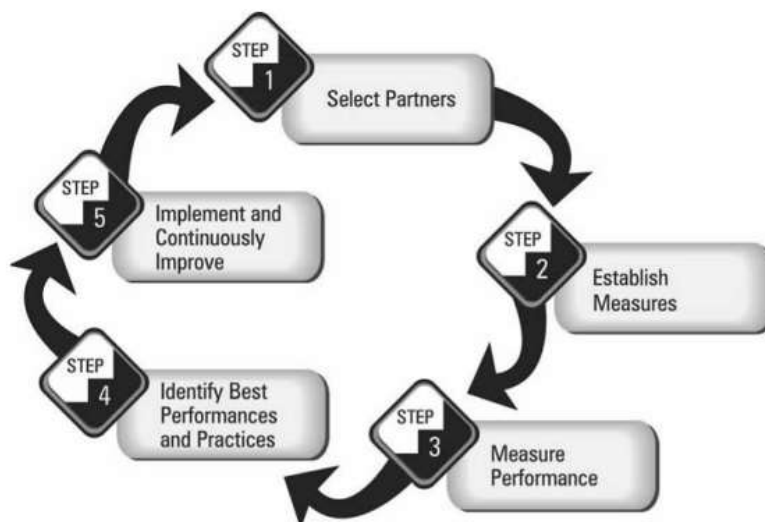 STEP
1
Select Partners
STEP
2
Establish
Measures
STEP
3
Measure
Performance
STEP
4
Identify Best
Performances
and Practices
STEP
5
Implement and
Continuously
Improve